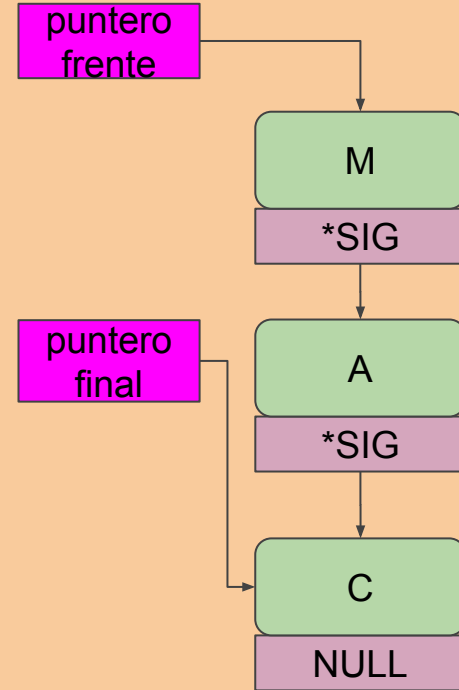 puntero
frente
M
*SIG
puntero
final
A
*SIG
C
NULL